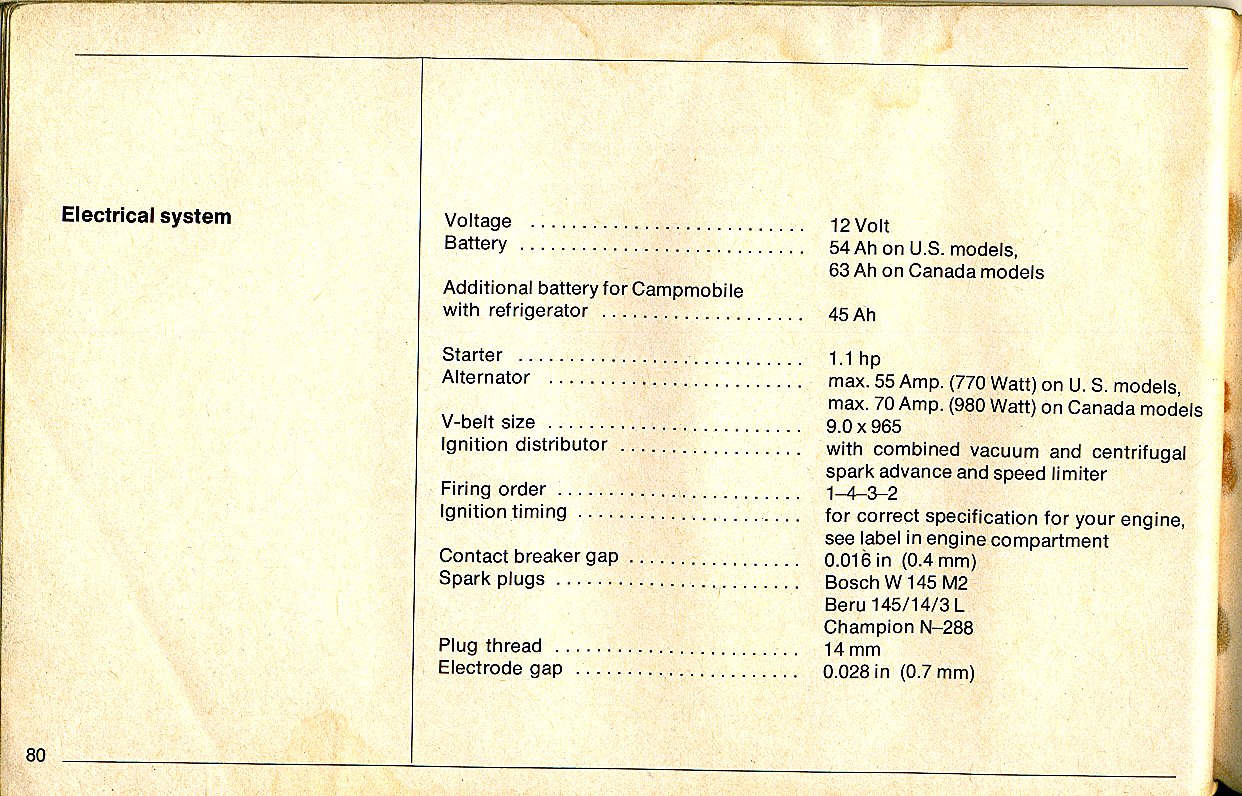 Electrical system
Voltage ........................... 12 Volt
Battery ............................ 54 Ah on U.S. models,
63 Ah on Canada models
Additional battery for Campmobile
with refrigerator .................... 45 Ah
Starter ............................ 1.1 hp
Alternator ......................... max. 55 Amp. (770 Watt) on U. S. models,
max. 70 Amp. (980 Watt) on Canada models
V-belt size ......................... 9.0 x 965
Ignition distributor .................. with combined vacuum and centrifugal
spark advance and speed limiter
Firing order ........................ 1–4–3–2
Ignition timing ...................... for correct specification for your engine,
see label in engine compartment
Contact breaker gap ................. 0.016 in (0.4 mm)
Spark plugs ........................ Bosch W 145 M2
Beru 145/14/3 L
Champion N–288
Plug thread ........................ 14 mm
Electrode gap ...................... 0.028 in (0.7 mm)
80